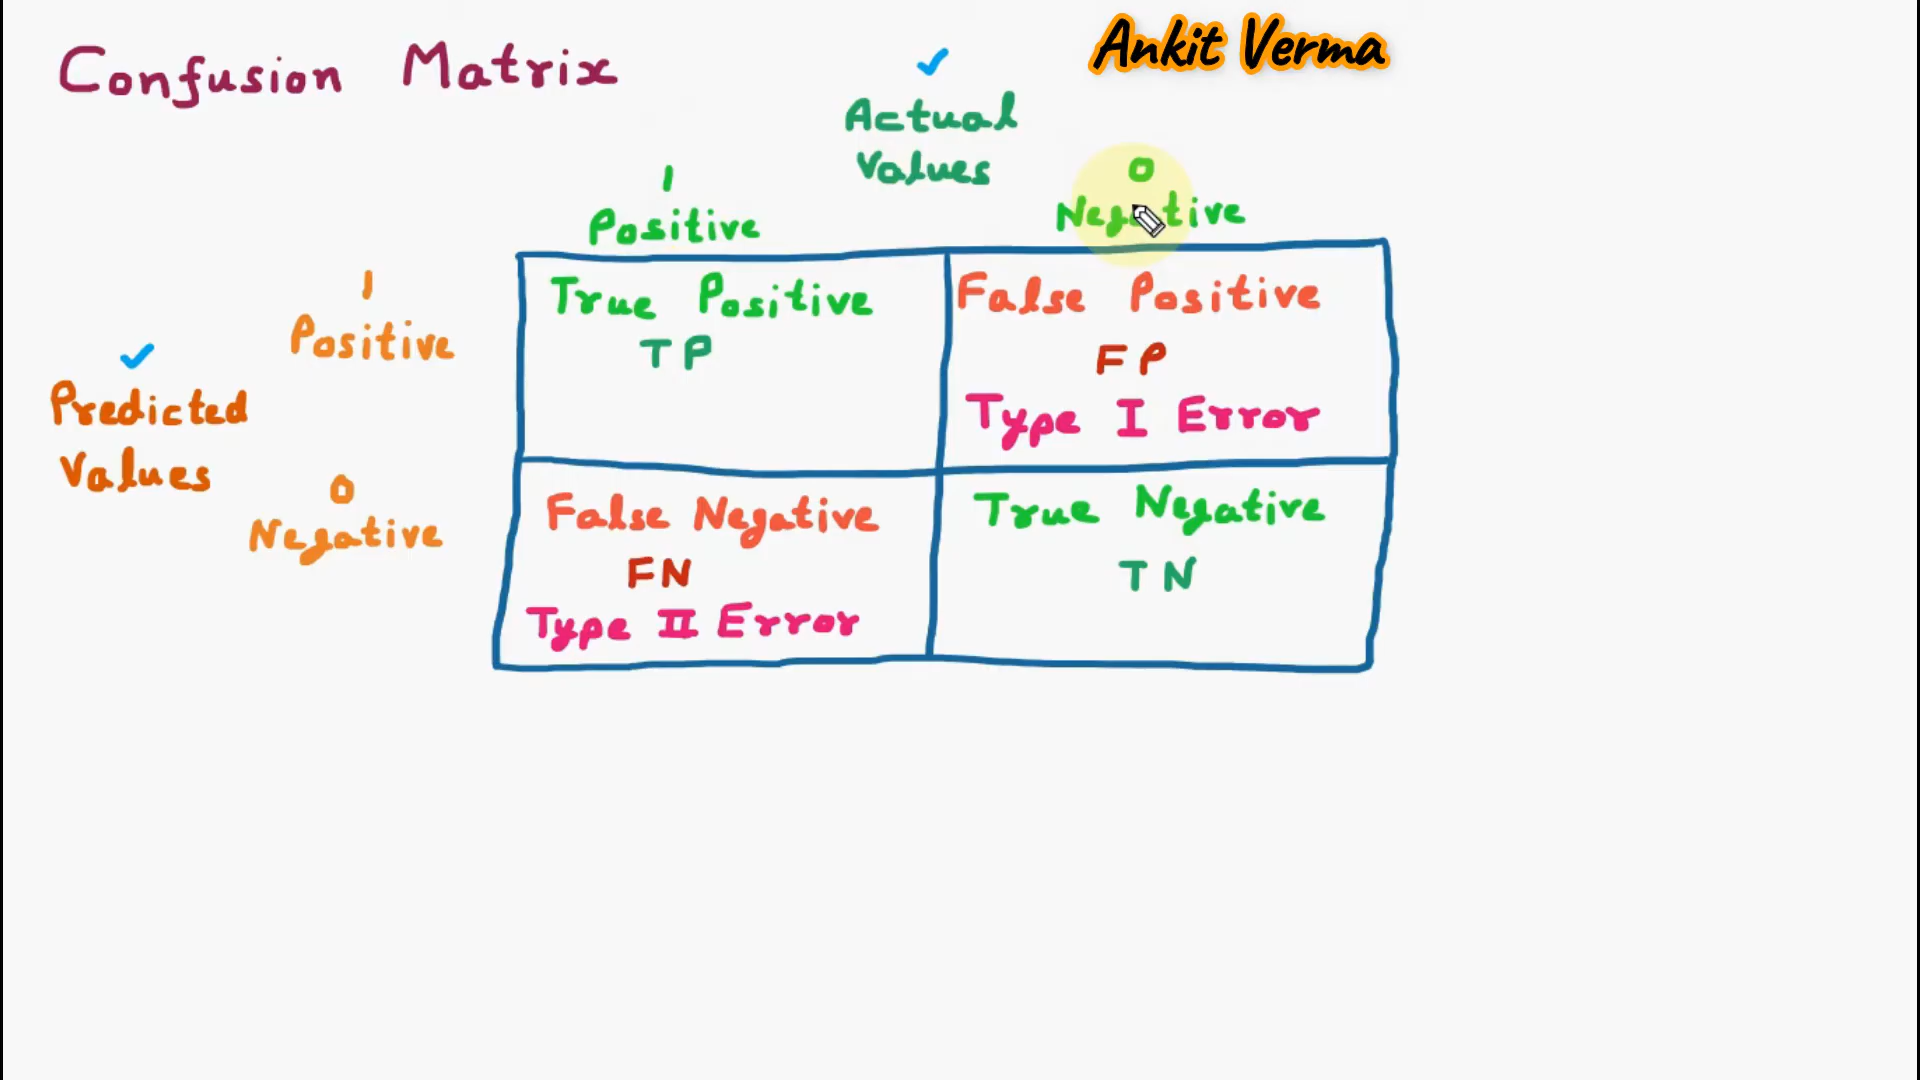 Confusion Matrix
Ankit Verma
Actual
Values
1
Positive
0
Negative
1
Positive
True Positive
TP
False Positive
FP
Type I Error
Predicted
Values
0
Negative
False Negative
FN
Type II Error
True Negative
TN